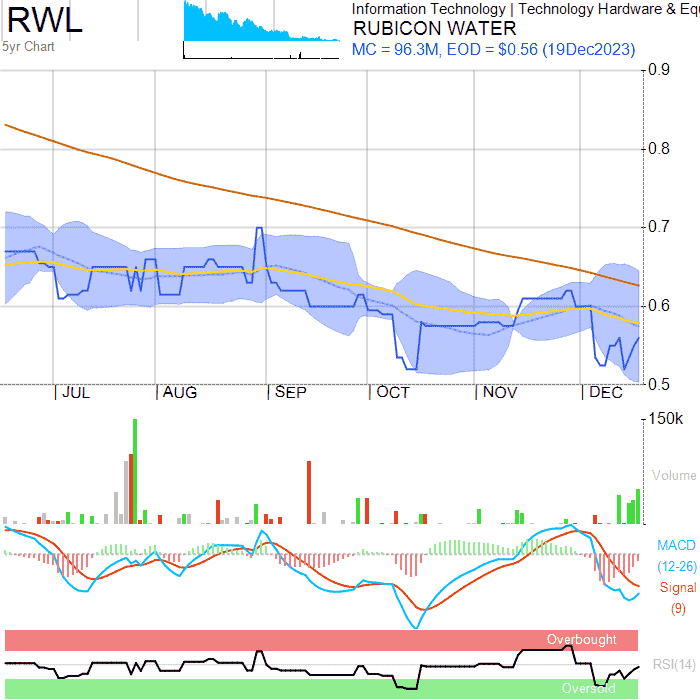 RWL
5yr Chart
Information Technology | Technology Hardware & Equ
RUBICON WATER
MC = 96.3M, EOD = $0.56 (19Dec2023)
0.9
0.8
0.7
0.6
0.5
JUL AUG SEP OCT NOV DEC
150k
Volume
MACD
(12-26)
Signal
(9)
Overbought
RSI(14)
Oversold